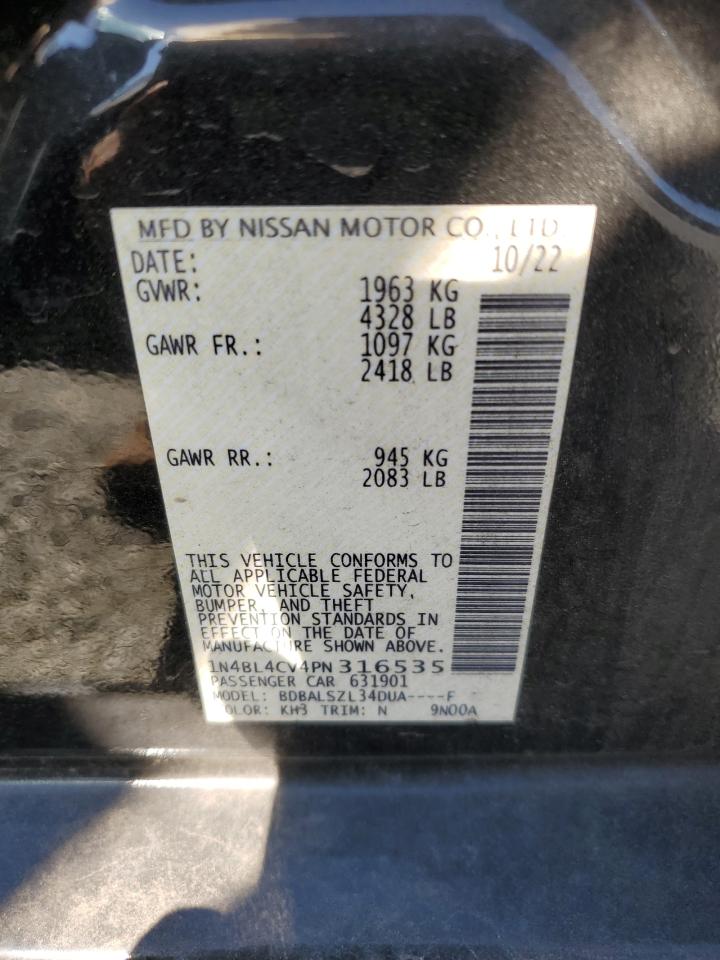 MFD BY NISSAN MOTOR CO., LTD.
DATE: 10/22
GVWR: 1963 KG
4328 LB
GAWR FR.: 1097 KG
2418 LB
GAWR RR.: 945 KG
2083 LB
THIS VEHICLE CONFORMS TO
ALL APPLICABLE FEDERAL
MOTOR VEHICLE SAFETY,
BUMPER, AND THEFT
PREVENTION STANDARDS IN
EFFECT ON THE DATE OF
MANUFACTURE SHOWN ABOVE.
1N4BL4CV4PN316535
PASSENGER CAR 631901
MODEL: BDBALSZL34DUA----F
COLOR: KH3 TRIM: N 9N00A